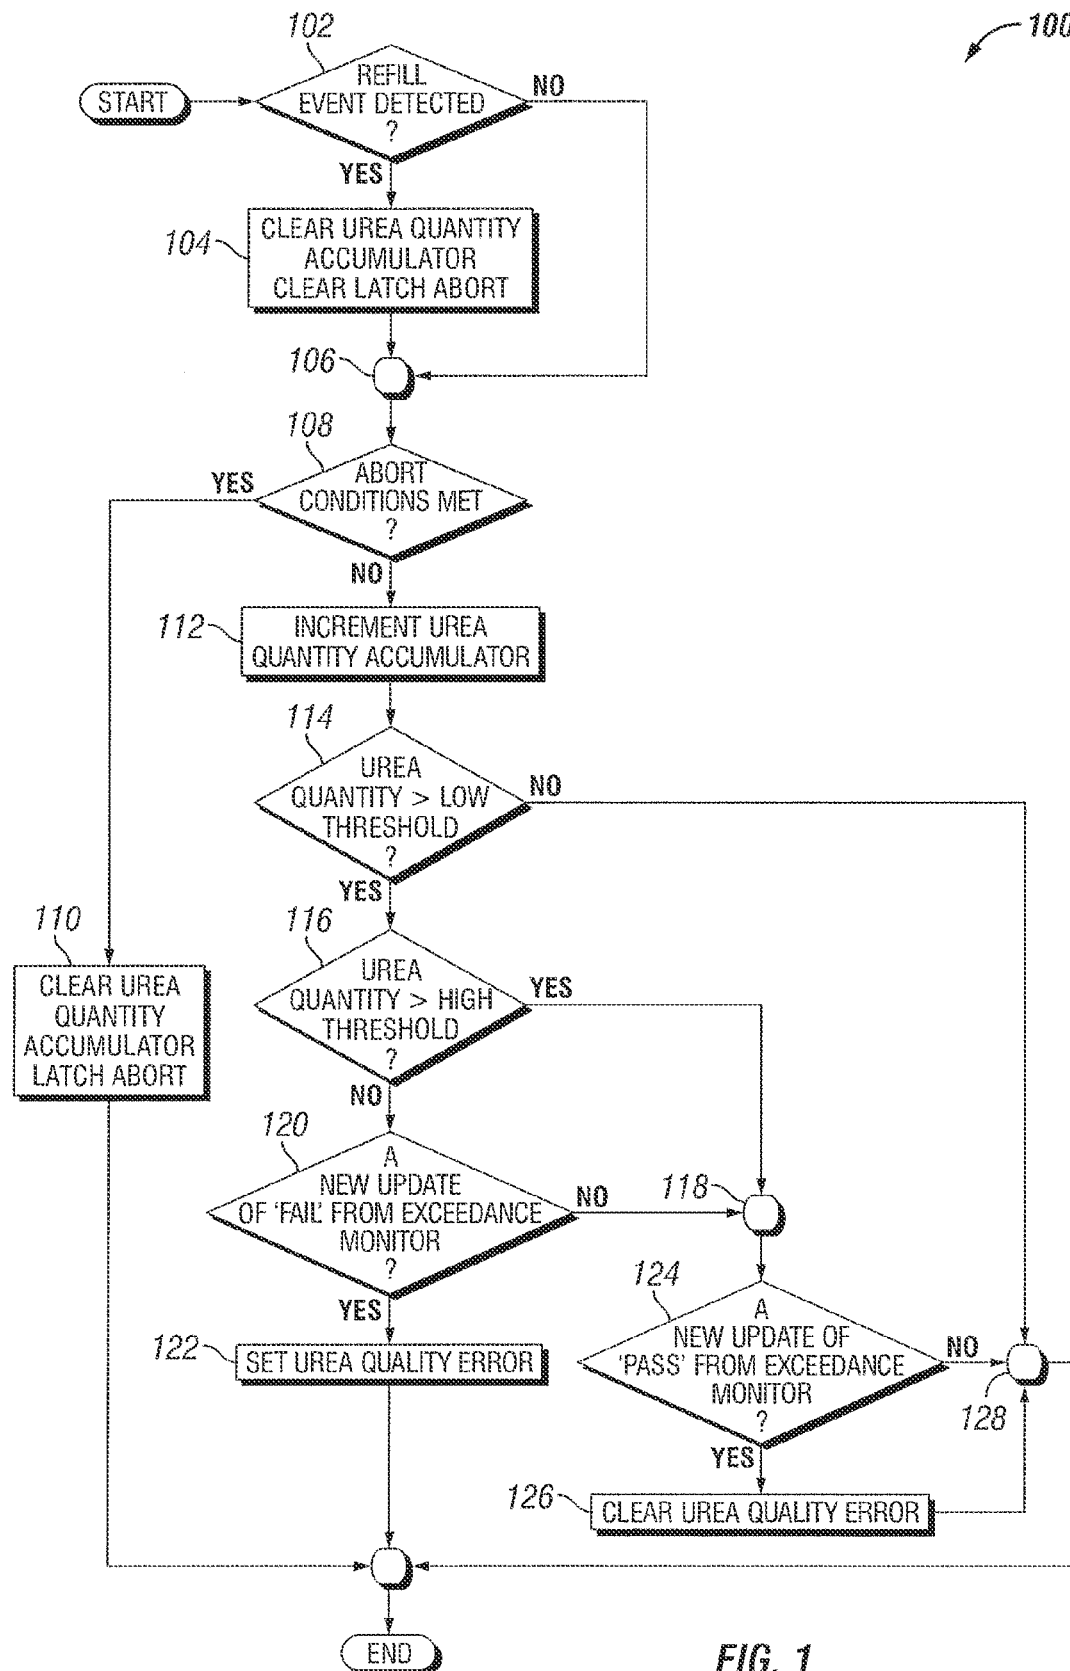 100
102
START
REFILL
EVENT DETECTED
?
NO
YES
104
CLEAR UREA QUANTITY
ACCUMULATOR
CLEAR LATCH ABORT
106
108
YES
ABORT
CONDITIONS MET
?
NO
112
INCREMENT UREA
QUANTITY ACCUMULATOR
114
UREA
QUANTITY > LOW
THRESHOLD
?
NO
YES
110
CLEAR UREA
QUANTITY
ACCUMULATOR
LATCH ABORT
116
UREA
QUANTITY > HIGH
THRESHOLD
?
YES
NO
120
A
NEW UPDATE
OF 'FAIL' FROM EXCEEDANCE
MONITOR
?
NO
118
YES
122
SET UREA QUALITY ERROR
124
A
NEW UPDATE OF
'PASS' FROM EXCEEDANCE
MONITOR
?
NO
128
YES
126
CLEAR UREA QUALITY ERROR
END
FIG. 1